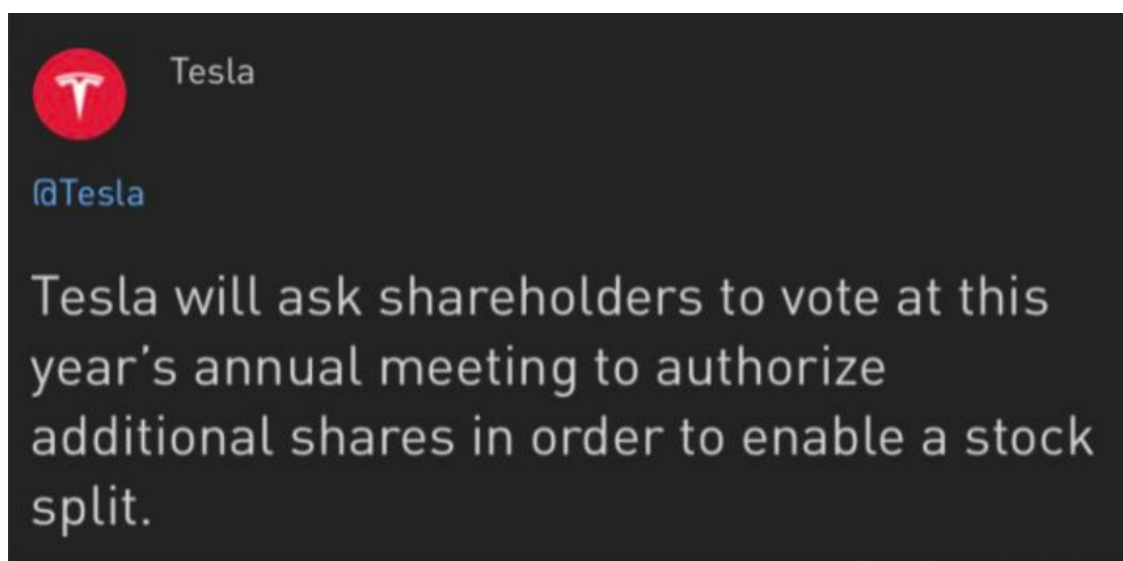 Tesla
@Tesla
Tesla will ask shareholders to vote at this
year’s annual meeting to authorize
additional shares in order to enable a stock
split.